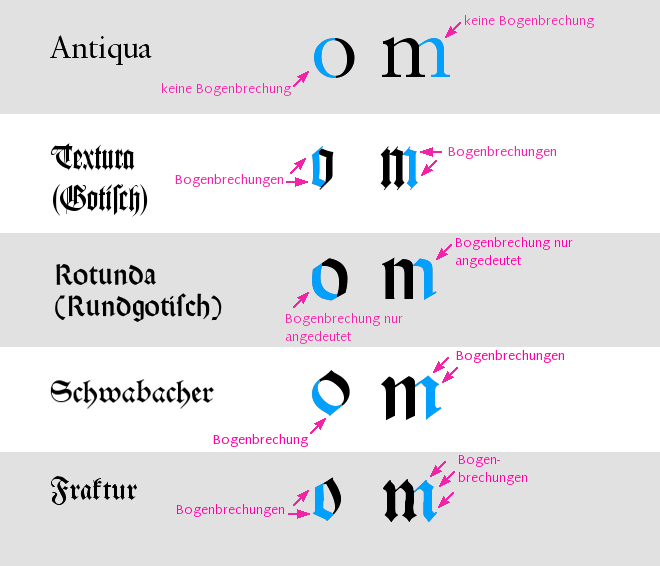 Antiqua
o m
keine Bogenbrechung
keine Bogenbrechung
Textura
(Gotiſch)
o m
Bogenbrechungen
Bogenbrechungen
Rotunda
(Rundgotiſch)
o m
Bogenbrechung nur
angedeutet
Bogenbrechung nur
angedeutet
Schwabacher
o m
Bogenbrechungen
Bogenbrechung
Fraktur
o m
Bogen-
brechungen
Bogenbrechungen